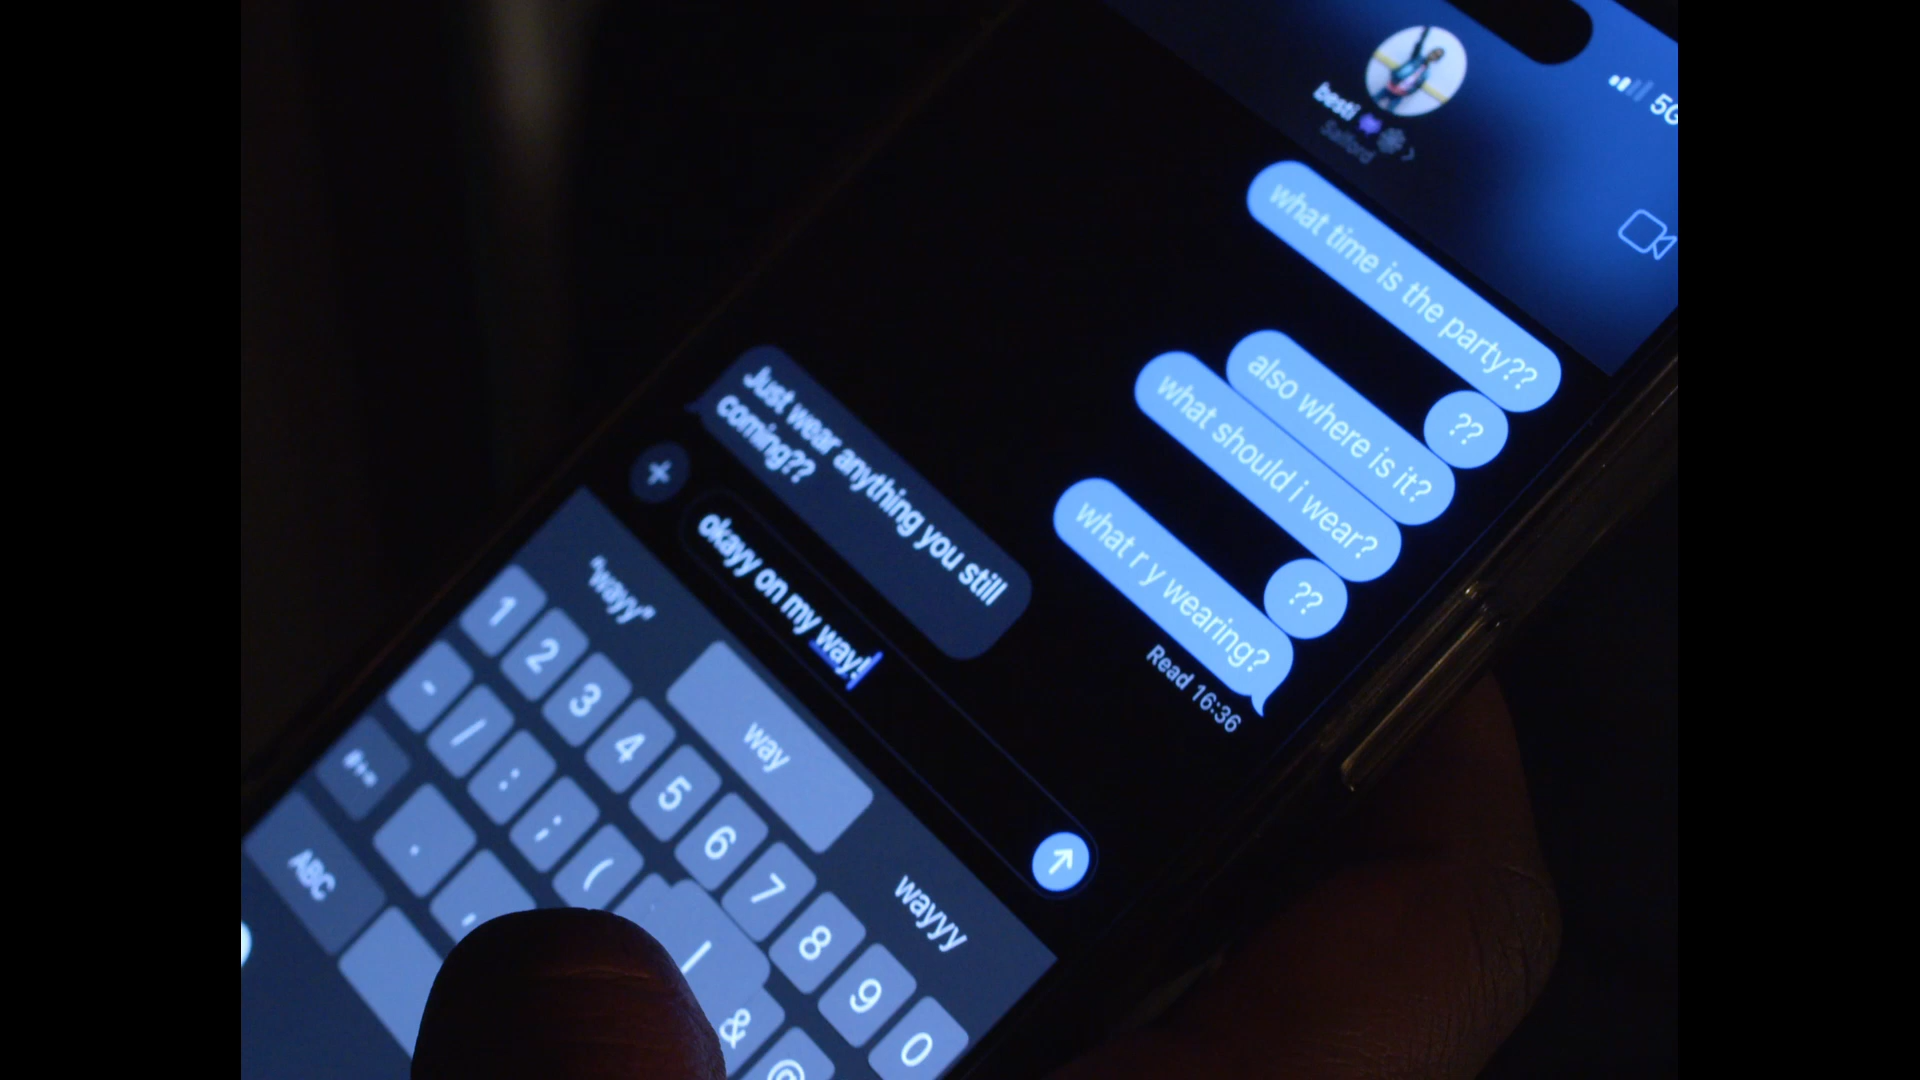 5G
besti 💜
Salford
what time is the party??
??
also where is it?
what should i wear?
??
what r y wearing?
Read 16:36
Just wear anything you still
coming??
okayy on my way!
"wayy"
way
wayyy
1 2 3 4 5 6 7 8 9 0
- / : ; ( & @
#+= . ,
ABC